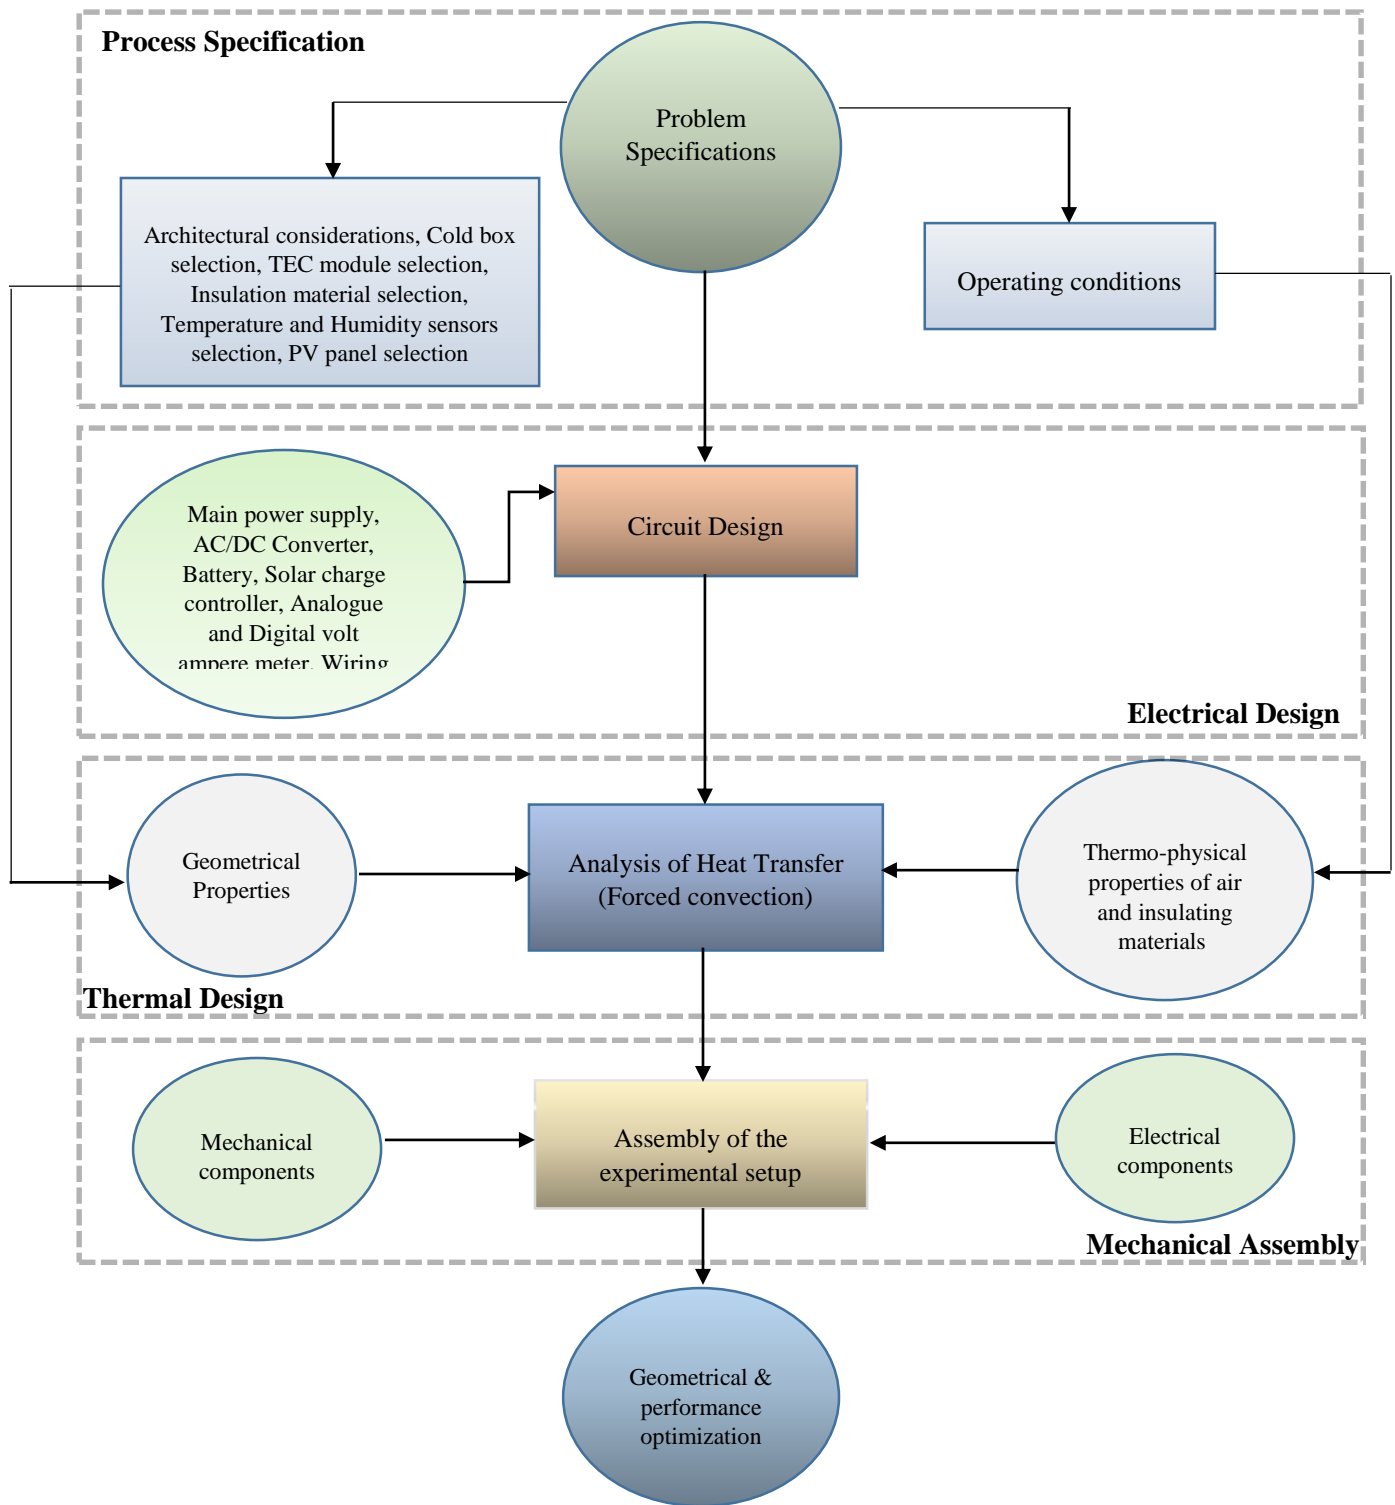 Process Specification
Problem
Specifications
Architectural considerations, Cold box
selection, TEC module selection,
Insulation material selection,
Temperature and Humidity sensors
selection, PV panel selection
Operating conditions
Main power supply,
AC/DC Converter,
Battery, Solar charge
controller, Analogue
and Digital volt
ampere meter, Wiring
Circuit Design
Electrical Design
Geometrical
Properties
Analysis of Heat Transfer
(Forced convection)
Thermo-physical
properties of air
and insulating
materials
Thermal Design
Mechanical
components
Assembly of the
experimental setup
Electrical
components
Mechanical Assembly
Geometrical &
performance
optimization